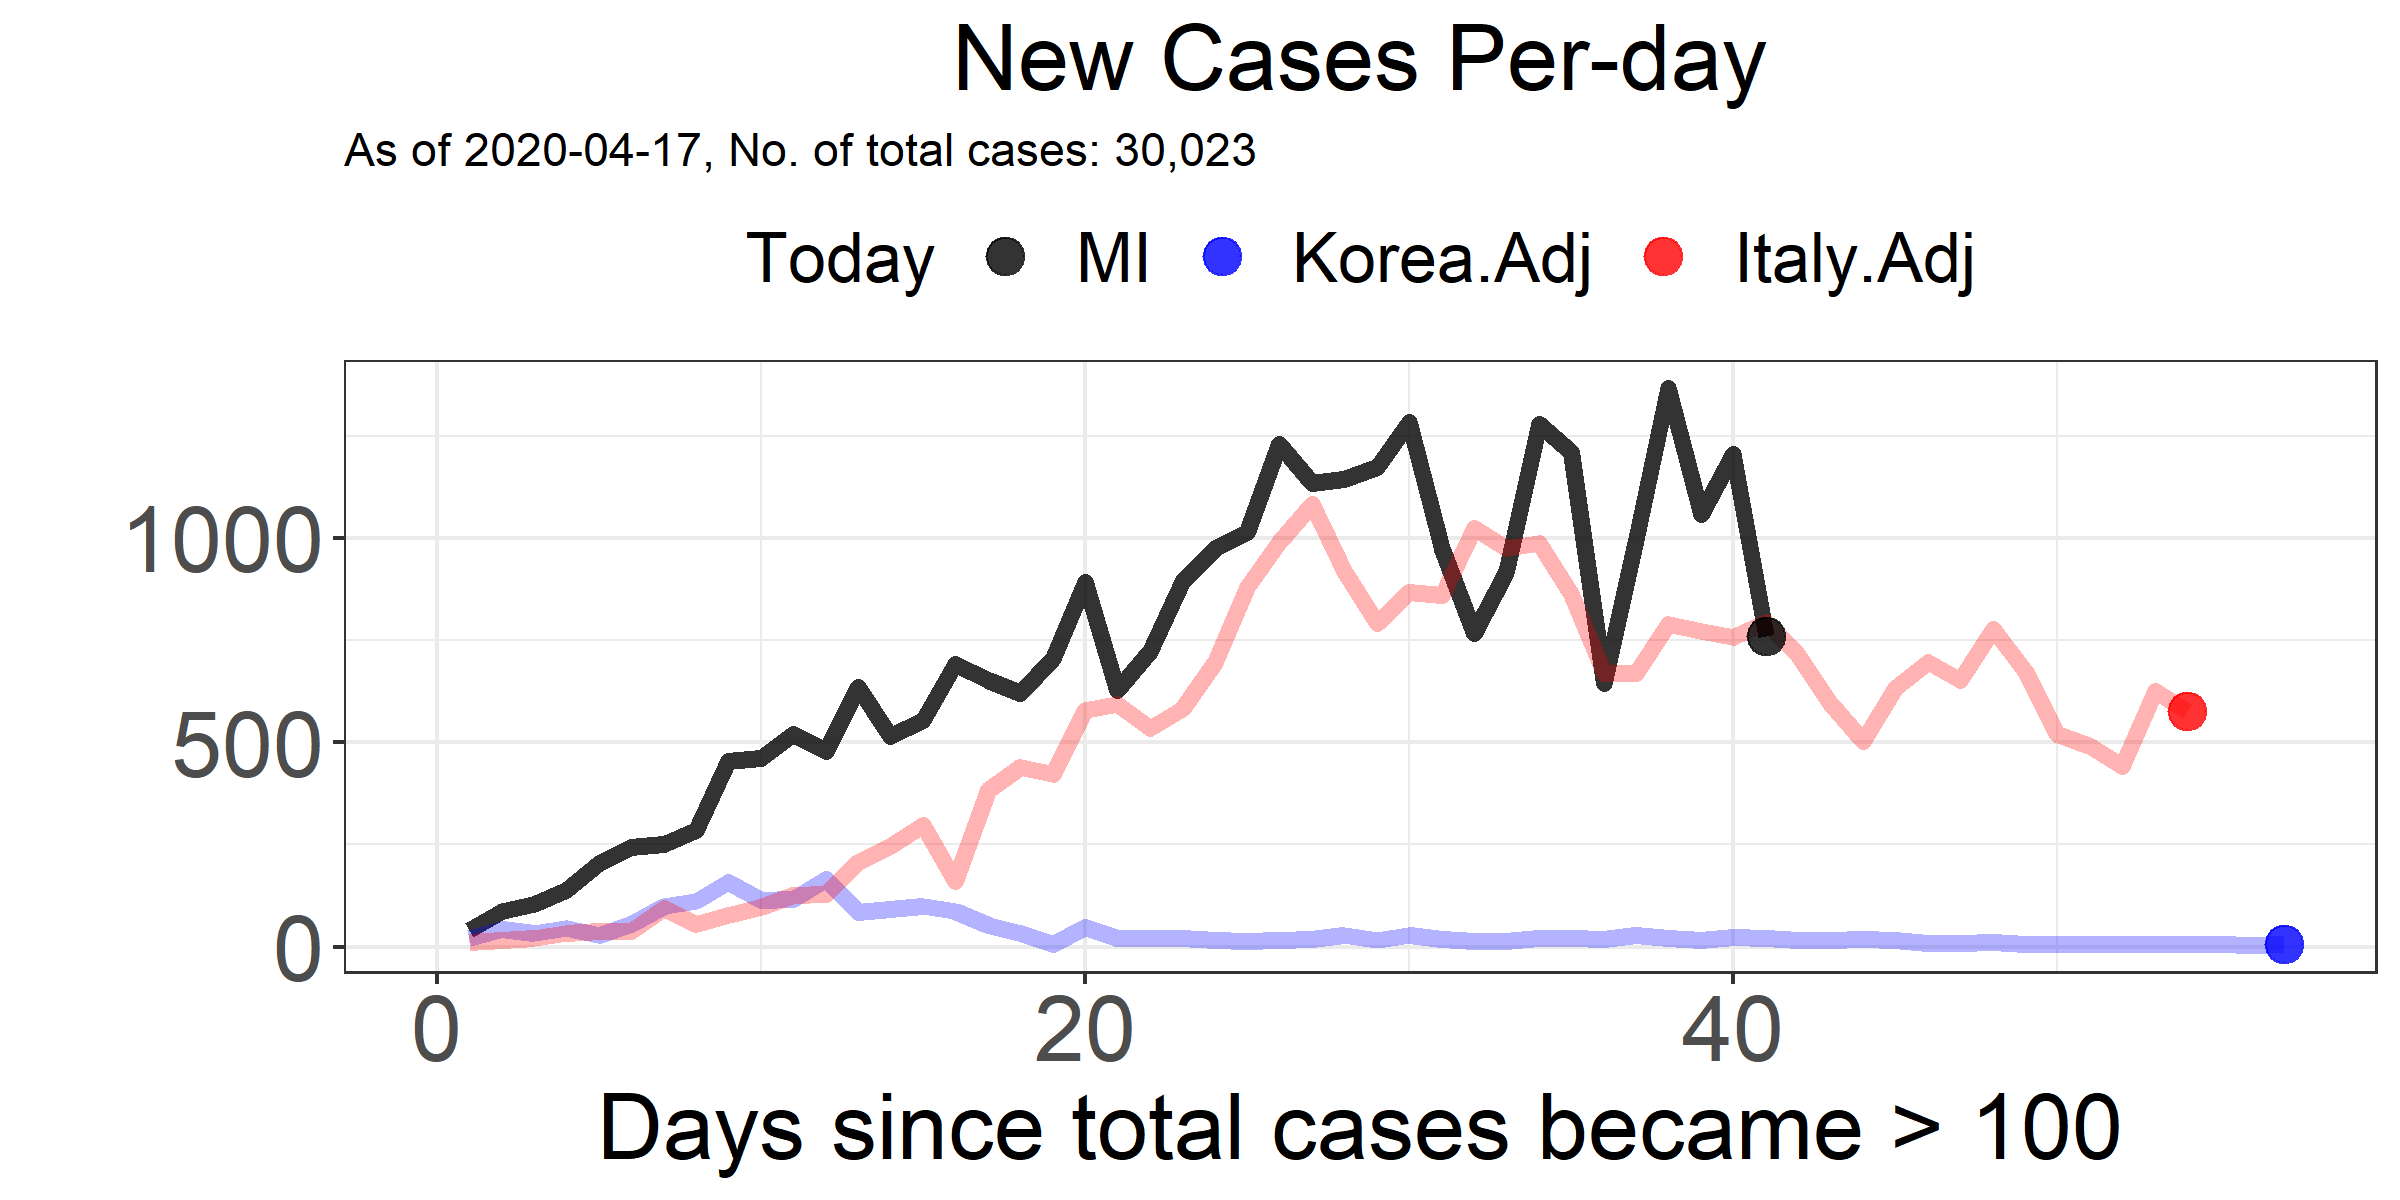 New Cases Per-day
As of 2020-04-17, No. of total cases: 30,023
Today MI Korea.Adj Italy.Adj
1000
500
0
0 20 40
Days since total cases became > 100